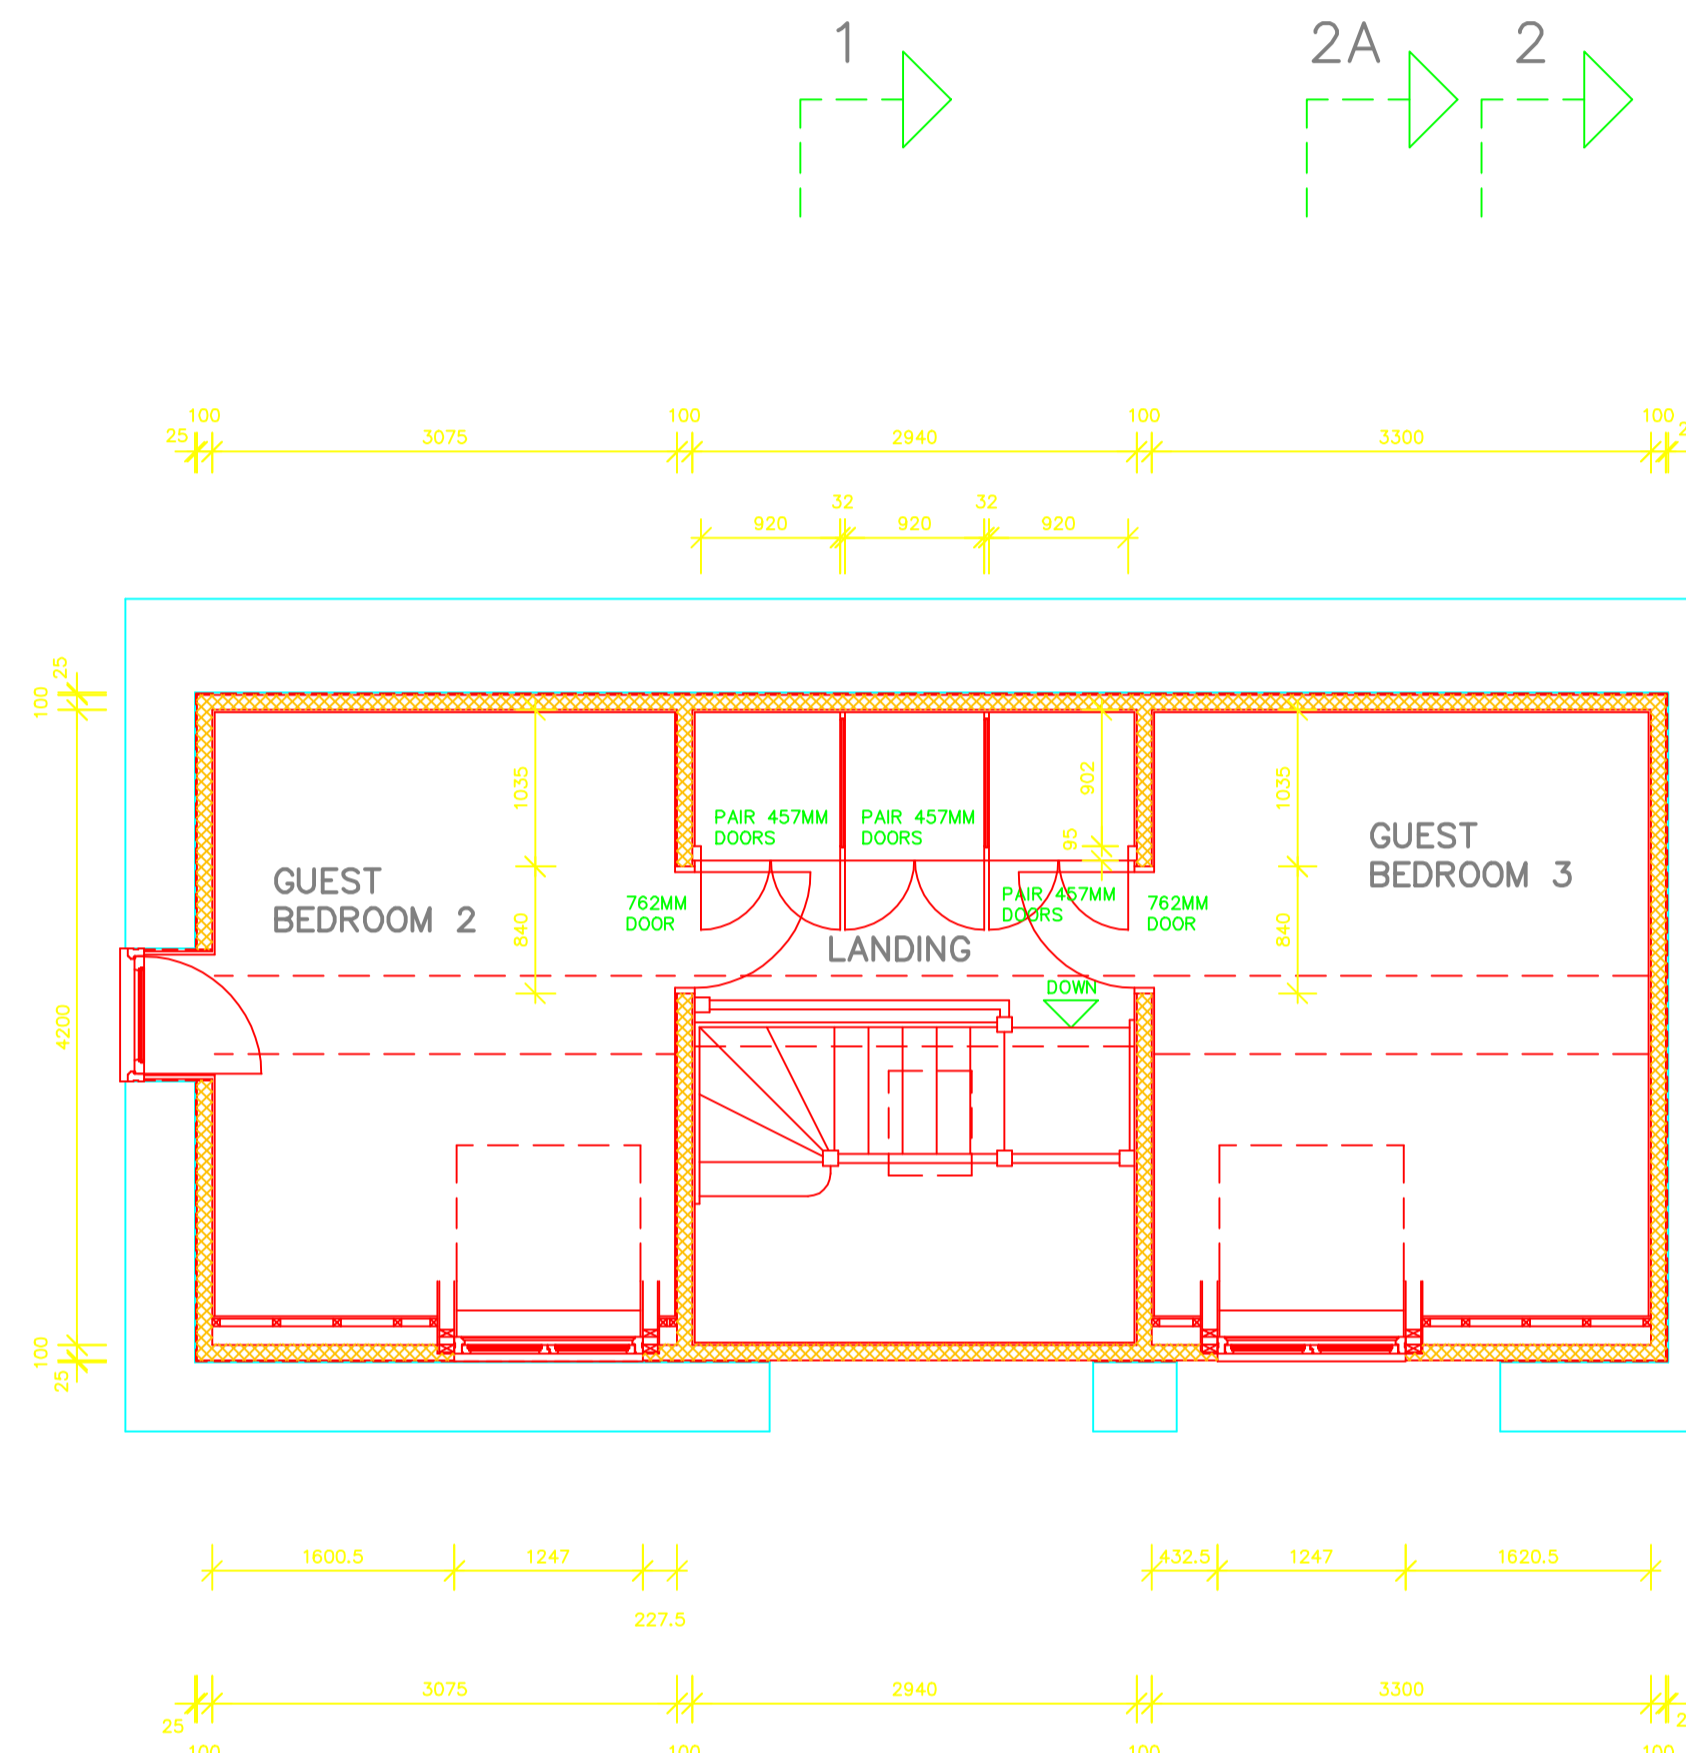 1
2A
2
100
100
100
100
25
3075
2940
3300
32
32
920
920
920
25
100
1035
902
1035
95
PAIR 457MM
DOORS
PAIR 457MM
DOORS
GUEST
BEDROOM 3
GUEST
BEDROOM 2
762MM
DOOR
PAIR 457MM
DOORS
762MM
DOOR
840
840
LANDING
DOWN
4200
100
25
1600.5
1247
432.5
1247
1620.5
227.5
3075
2940
3300
25
100
100
100
100